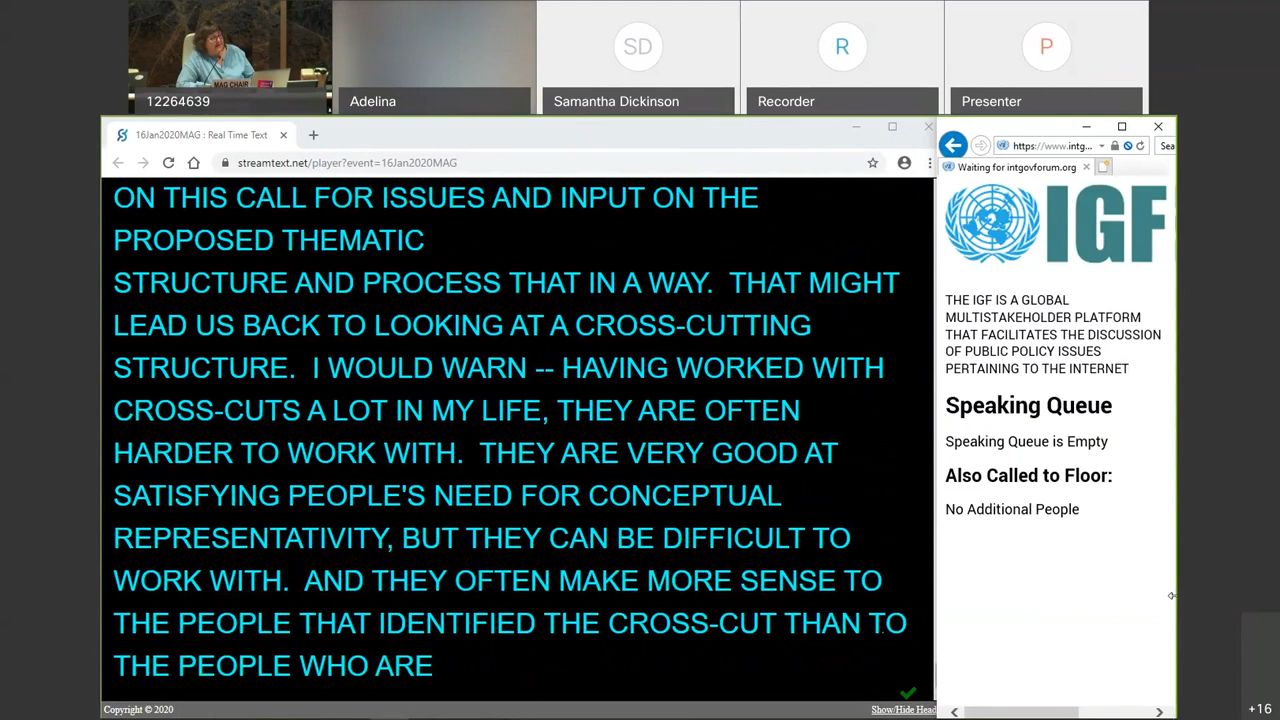 MAG CHAIR
12264639
Adelina
SD
Samantha Dickinson
R
Recorder
P
Presenter
16Jan2020MAG : Real Time Text
streamtext.net/player?event=16Jan2020MAG
ON THIS CALL FOR ISSUES AND INPUT ON THE
PROPOSED THEMATIC
STRUCTURE AND PROCESS THAT IN A WAY. THAT MIGHT
LEAD US BACK TO LOOKING AT A CROSS-CUTTING
STRUCTURE. I WOULD WARN -- HAVING WORKED WITH
CROSS-CUTS A LOT IN MY LIFE, THEY ARE OFTEN
HARDER TO WORK WITH. THEY ARE VERY GOOD AT
SATISFYING PEOPLE'S NEED FOR CONCEPTUAL
REPRESENTATIVITY, BUT THEY CAN BE DIFFICULT TO
WORK WITH. AND THEY OFTEN MAKE MORE SENSE TO
THE PEOPLE THAT IDENTIFIED THE CROSS-CUT THAN TO
THE PEOPLE WHO ARE
Copyright © 2020
Show/Hide Head
https://www.intg...
Sea
Waiting for intgovforum.org
IGF
THE IGF IS A GLOBAL
MULTISTAKEHOLDER PLATFORM
THAT FACILITATES THE DISCUSSION
OF PUBLIC POLICY ISSUES
PERTAINING TO THE INTERNET
Speaking Queue
Speaking Queue is Empty
Also Called to Floor:
No Additional People
+16